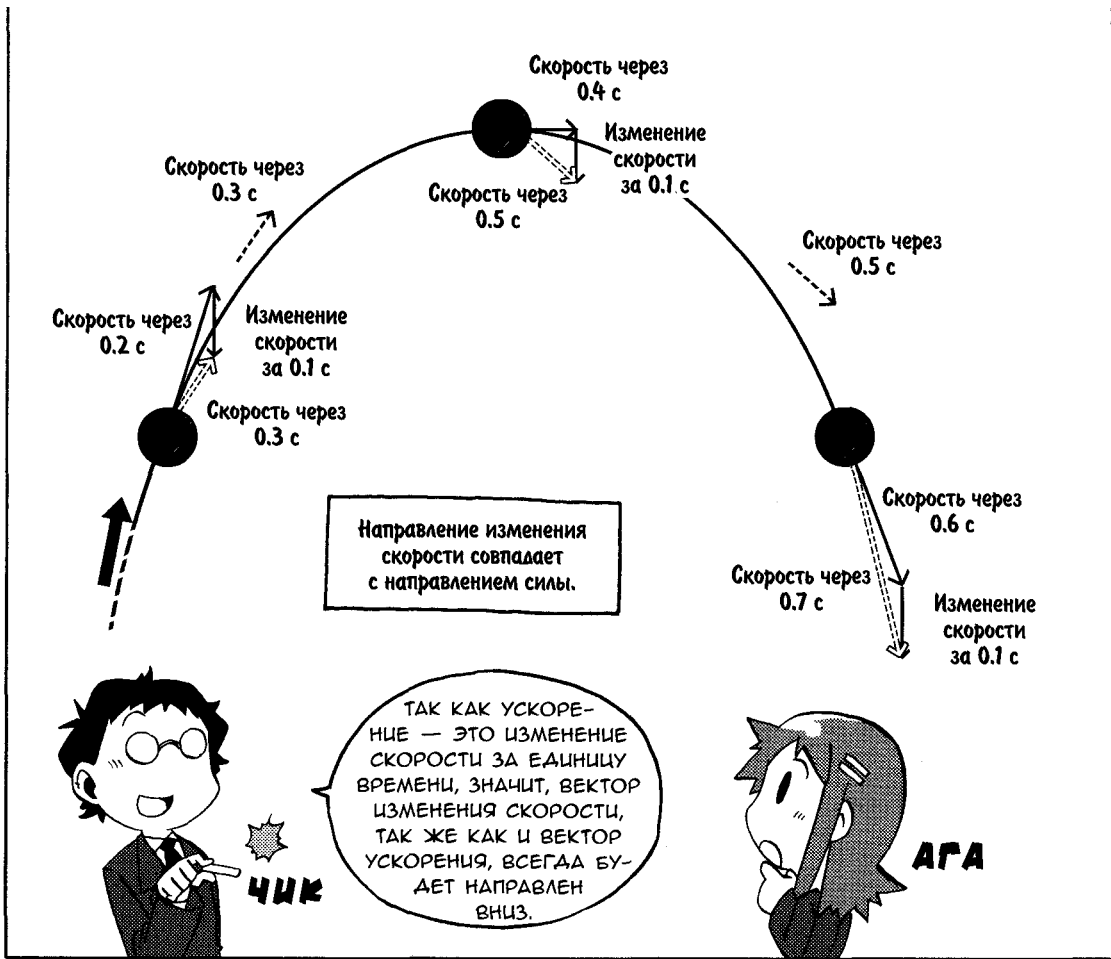 Скорость через
0.4 с
Изменение
скорости
за 0.1 с
Скорость через
0.3 с
Скорость через
0.5 с
Скорость через
0.5 с
Скорость через
0.2 с
Изменение
скорости
за 0.1 с
Скорость через
0.3 с
Скорость через
0.6 с
Направление изменения
скорости совпадает
с направлением силы.
Скорость через
0.7 с
Изменение
скорости
за 0.1 с
ТАК КАК УСКОРЕ-
НИЕ — ЭТО ИЗМЕНЕНИЕ
СКОРОСТИ ЗА ЕДИНИЦУ
ВРЕМЕНИ, ЗНАЧИТ, ВЕКТОР
ИЗМЕНЕНИЯ СКОРОСТИ,
ТАК ЖЕ КАК И ВЕКТОР
УСКОРЕНИЯ, ВСЕГДА БУ-
ДЕТ НАПРАВЛЕН
ВНИЗ.
ЧИК
АГА